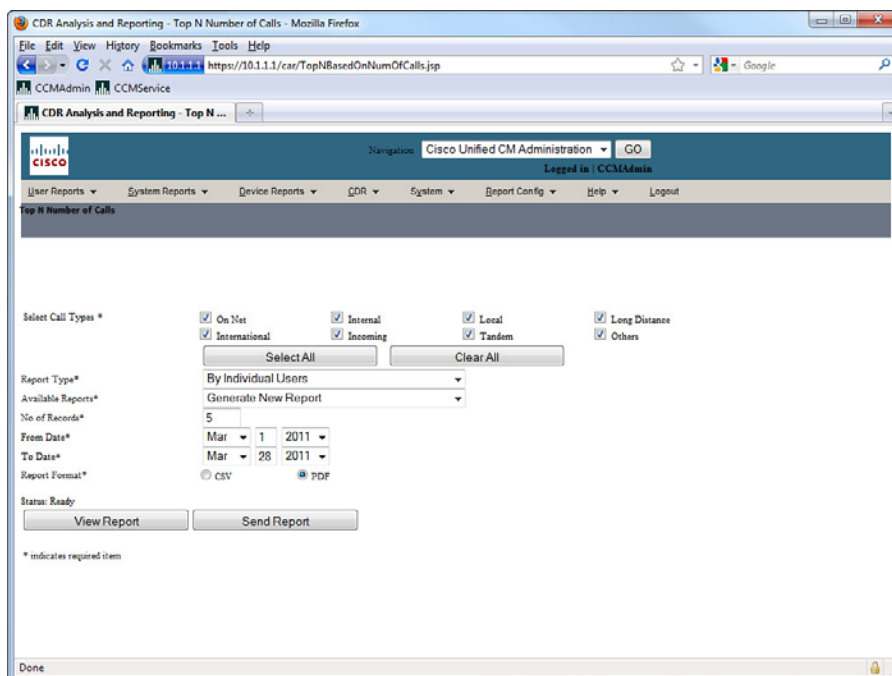 CDR Analysis and Reporting - Top N Number of Calls - Mozilla Firefox
File Edit View History Bookmarks Tools Help
10.1.1.1 https://10.1.1.1/car/TopNBasedOnNumOfCalls.jsp Google
CCMAdmin CCMService
CDR Analysis and Reporting - Top N ...
CISCO
Navigation Cisco Unified CM Administration GO
Logged in | CCMAdmin
User Reports System Reports Device Reports CDR System Report Config Help Logout
Top N Number of Calls
Select Call Types * On Net Internal Local Long Distance
International Incoming Tandem Others
Select All Clear All
Report Type* By Individual Users
Available Reports* Generate New Report
No of Records* 5
From Date* Mar 1 2011
To Date* Mar 28 2011
Report Format* CSV PDF
Status: Ready
View Report Send Report
* indicates required item
Done